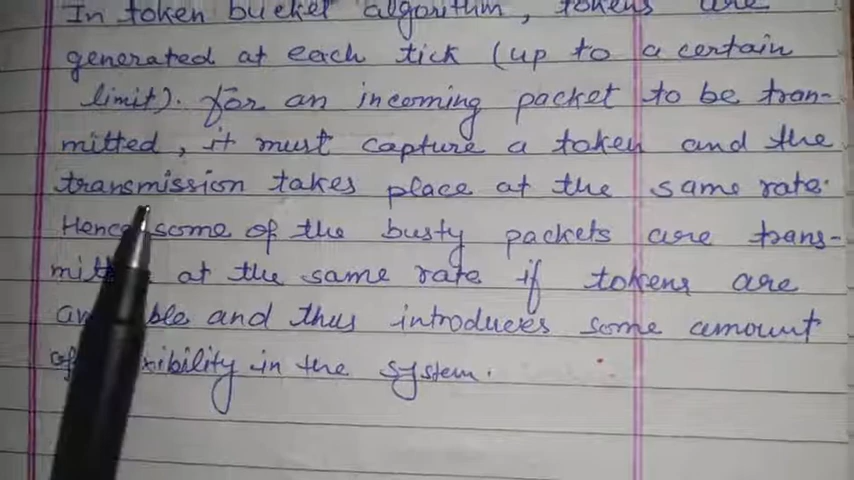 In token bucket algorithm, tokens are
generated at each tick (up to a certain
limit). For an incoming packet to be tran-
mitted, it must capture a token and the
transmission takes place at the same rate.
Hence some of the busty packets are trans-
at the same rate if tokens are
and thus introduces some amount
in the system.